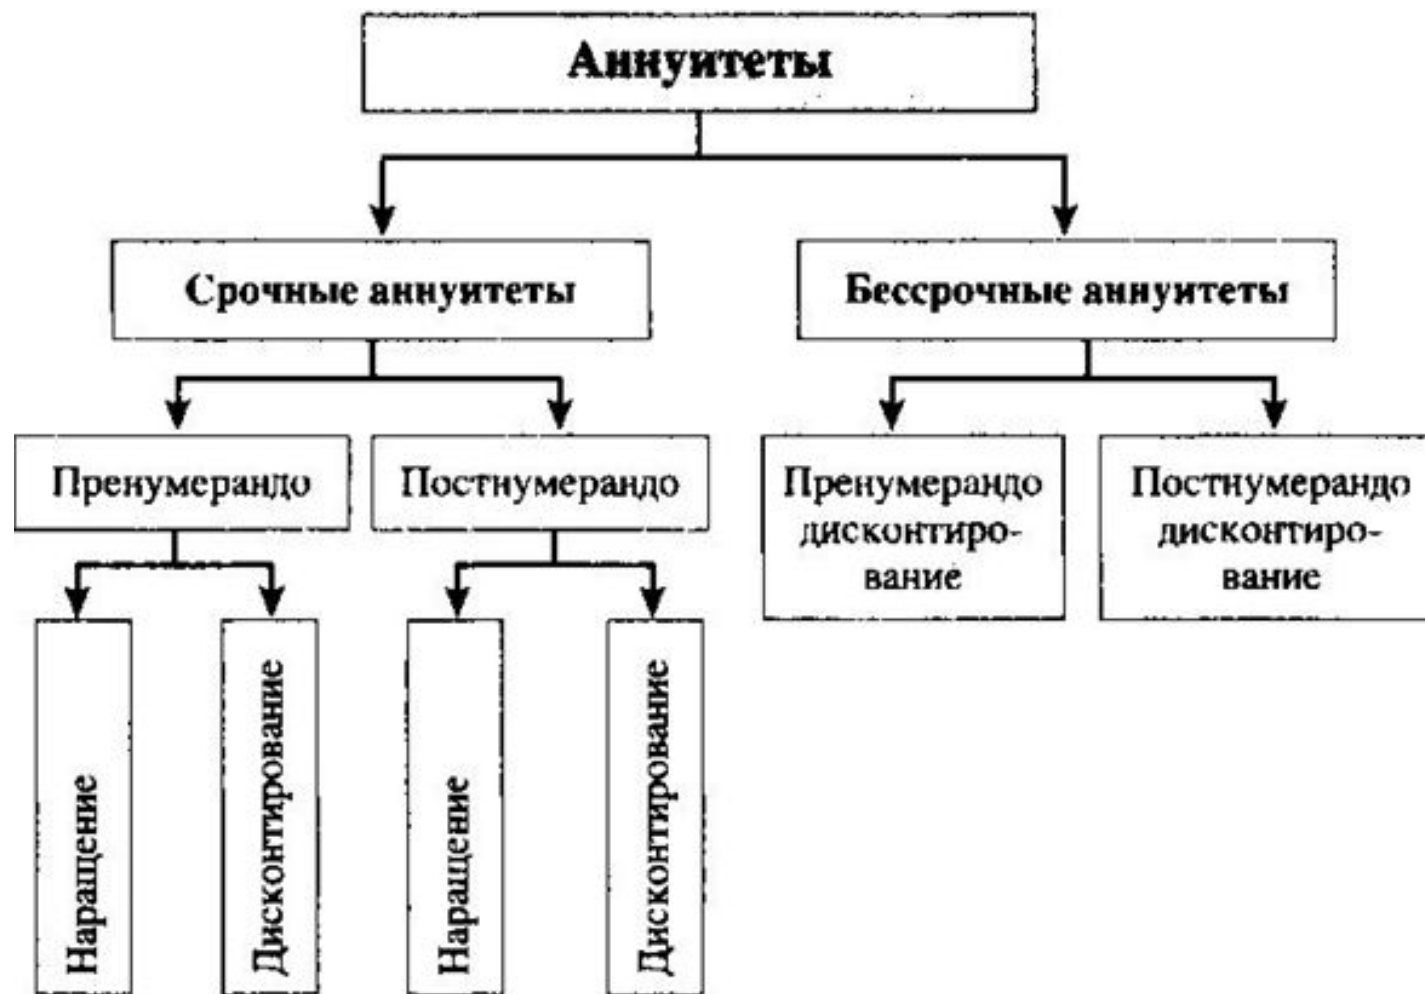 Аннуитеты
Срочные аннуитеты
Бессрочные аннуитеты
Пренумерандо
Постнумерандо
Пренумерандо
дисконтиро-
вание
Постнумерандо
дисконтиро-
вание
Наращение
Дисконтирование
Наращение
Дисконтирование